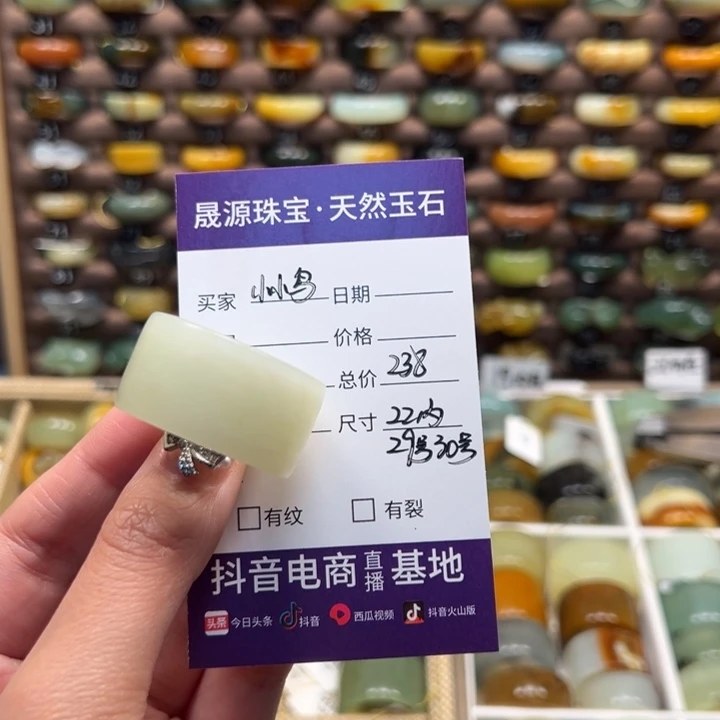 晟源珠宝·天然玉石
买家 小小鸟 日期
价格
总价 238
尺寸 22内
29号30号
有纹 有裂
抖音电商直播基地
头条 今日头条 抖音 西瓜视频 抖音火山版